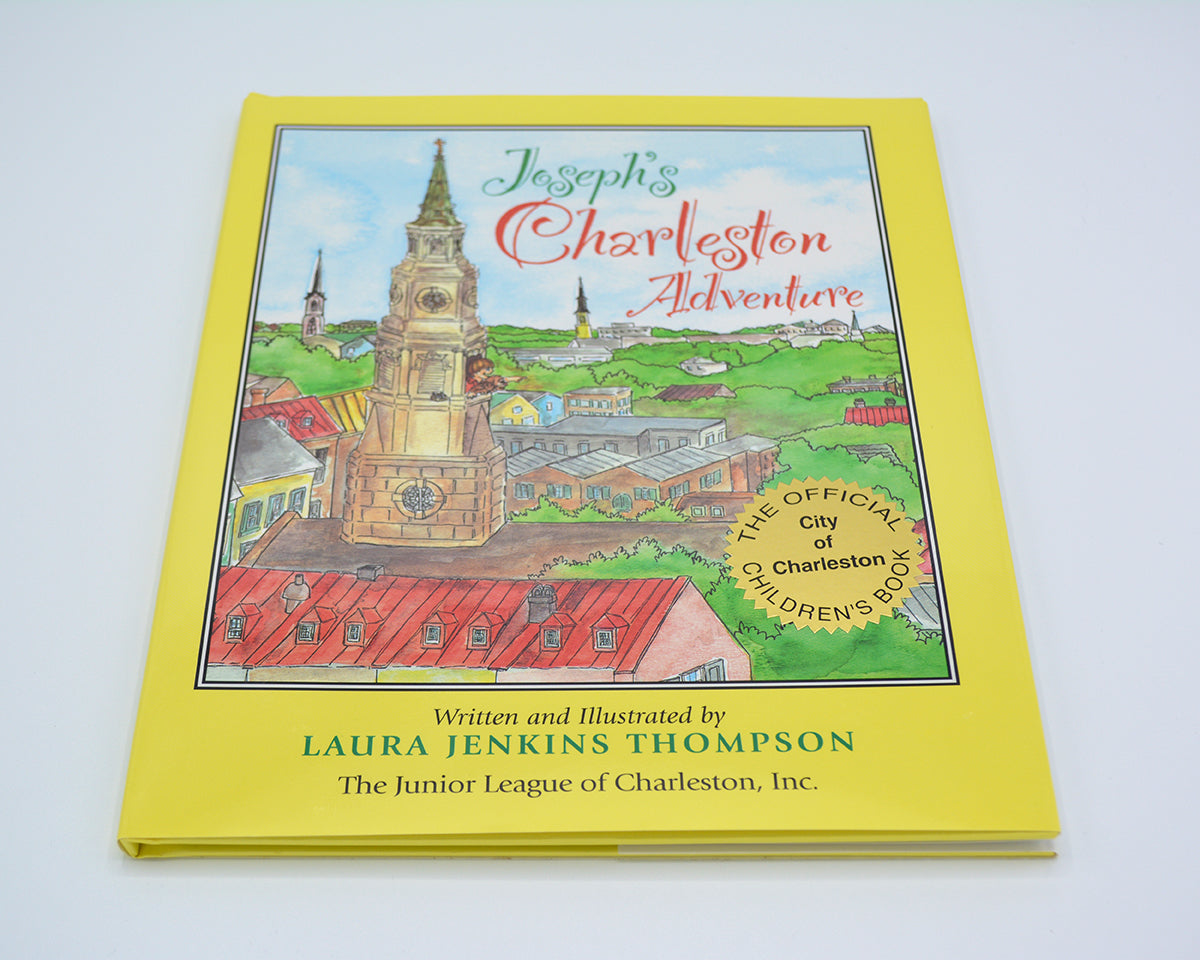 Joseph's
Charleston
Adventure
THE OFFICIAL
City
of
Charleston
CHILDREN'S BOOK
Written and Illustrated by
LAURA JENKINS THOMPSON
The Junior League of Charleston, Inc.